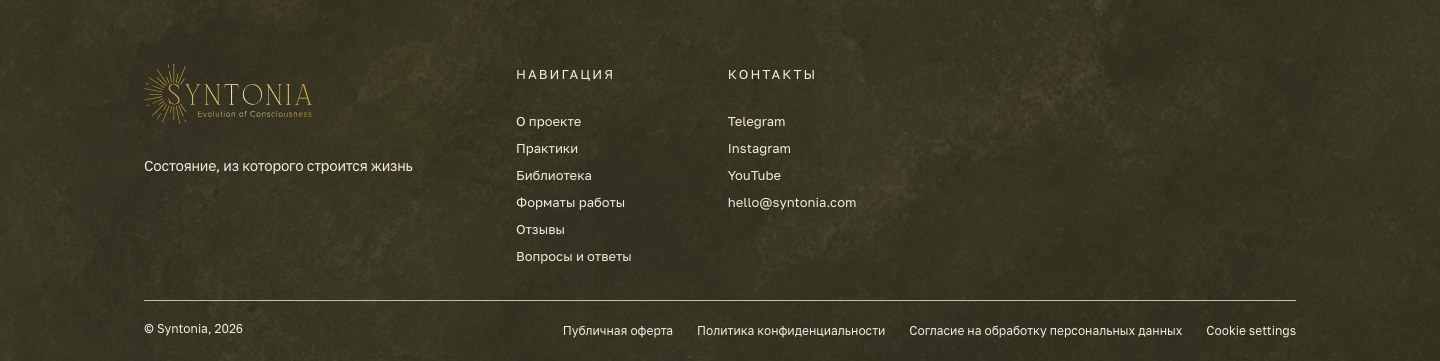 SYNTONIA
Evolution of Consciousness
Состояние, из которого строится жизнь
НАВИГАЦИЯ
О проекте
Практики
Библиотека
Форматы работы
Отзывы
Вопросы и ответы
КОНТАКТЫ
Telegram
Instagram
YouTube
hello@syntonia.com
© Syntonia, 2026
Публичная оферта
Политика конфиденциальности
Согласие на обработку персональных данных
Cookie settings